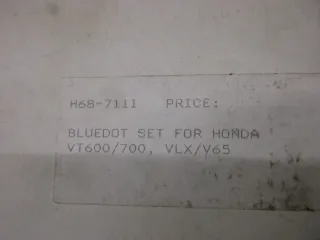 H68-7111 PRICE:
BLUEDOT SET FOR HONDA
VT600/700, VLX/V65